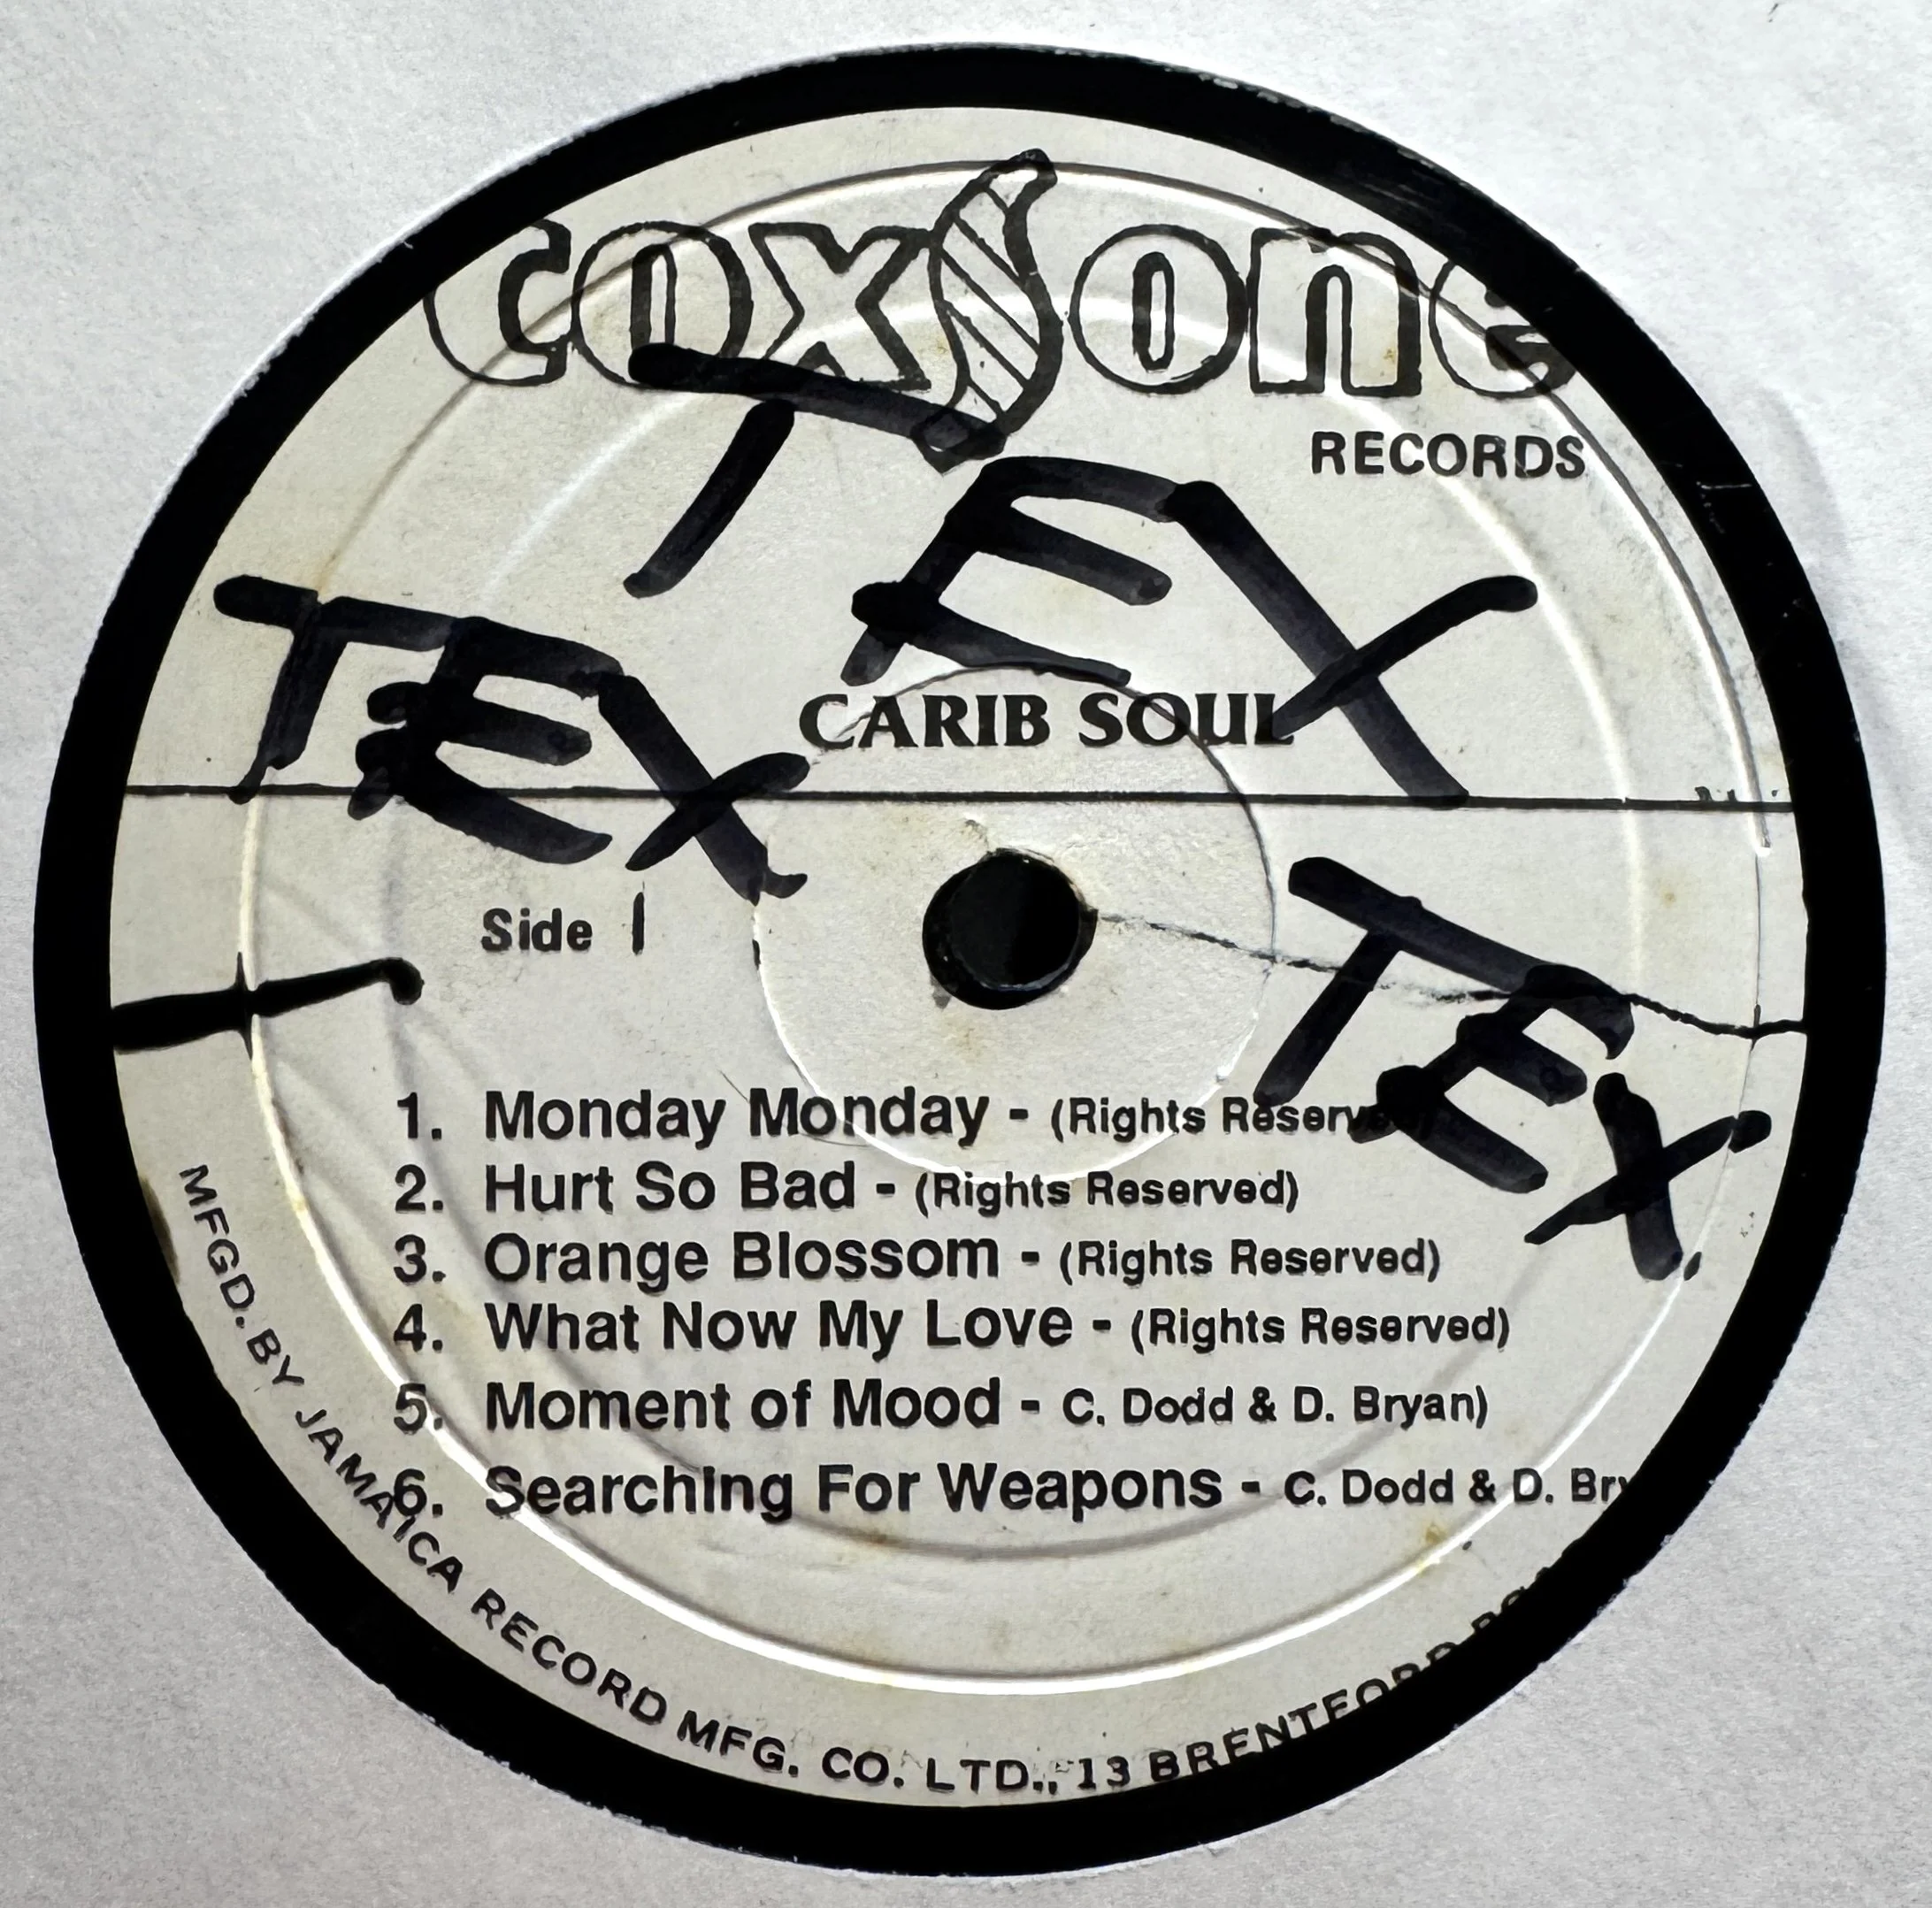 coxsone
RECORDS
TEX
TEX
CARIB SOUL
Side 1
TEX
1. Monday Monday - (Rights Reserved)
2. Hurt So Bad - (Rights Reserved)
3. Orange Blossom - (Rights Reserved)
4. What Now My Love - (Rights Reserved)
5. Moment of Mood - C. Dodd & D. Bryan)
6. Searching For Weapons - C. Dodd & D. Bry
MFGD. BY JAMAICA RECORD MFG. CO. LTD., 13 BRENTFORD